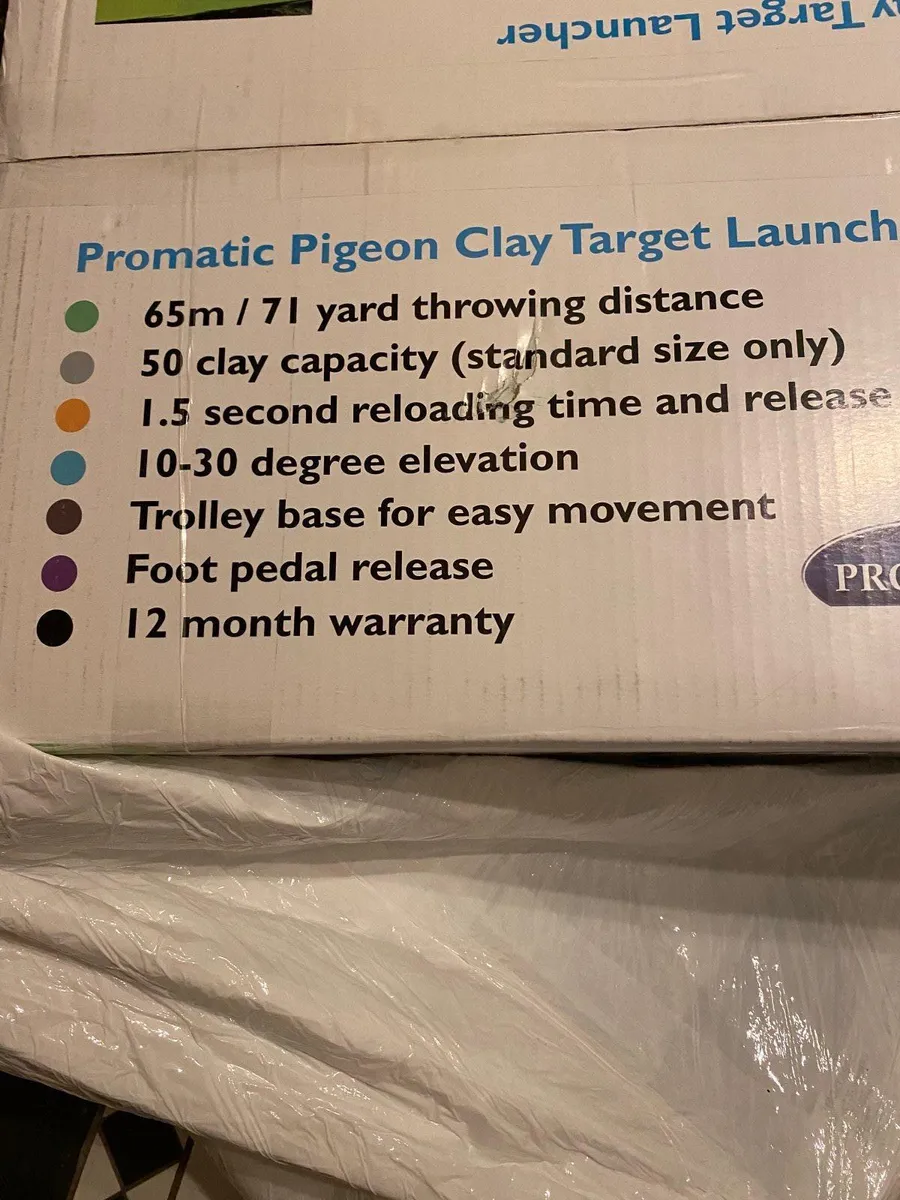 y Target Launcher
Promatic Pigeon Clay Target Launch
65m / 71 yard throwing distance
50 clay capacity (standard size only)
1.5 second reloading time and release
10-30 degree elevation
Trolley base for easy movement
Foot pedal release
12 month warranty
PRO